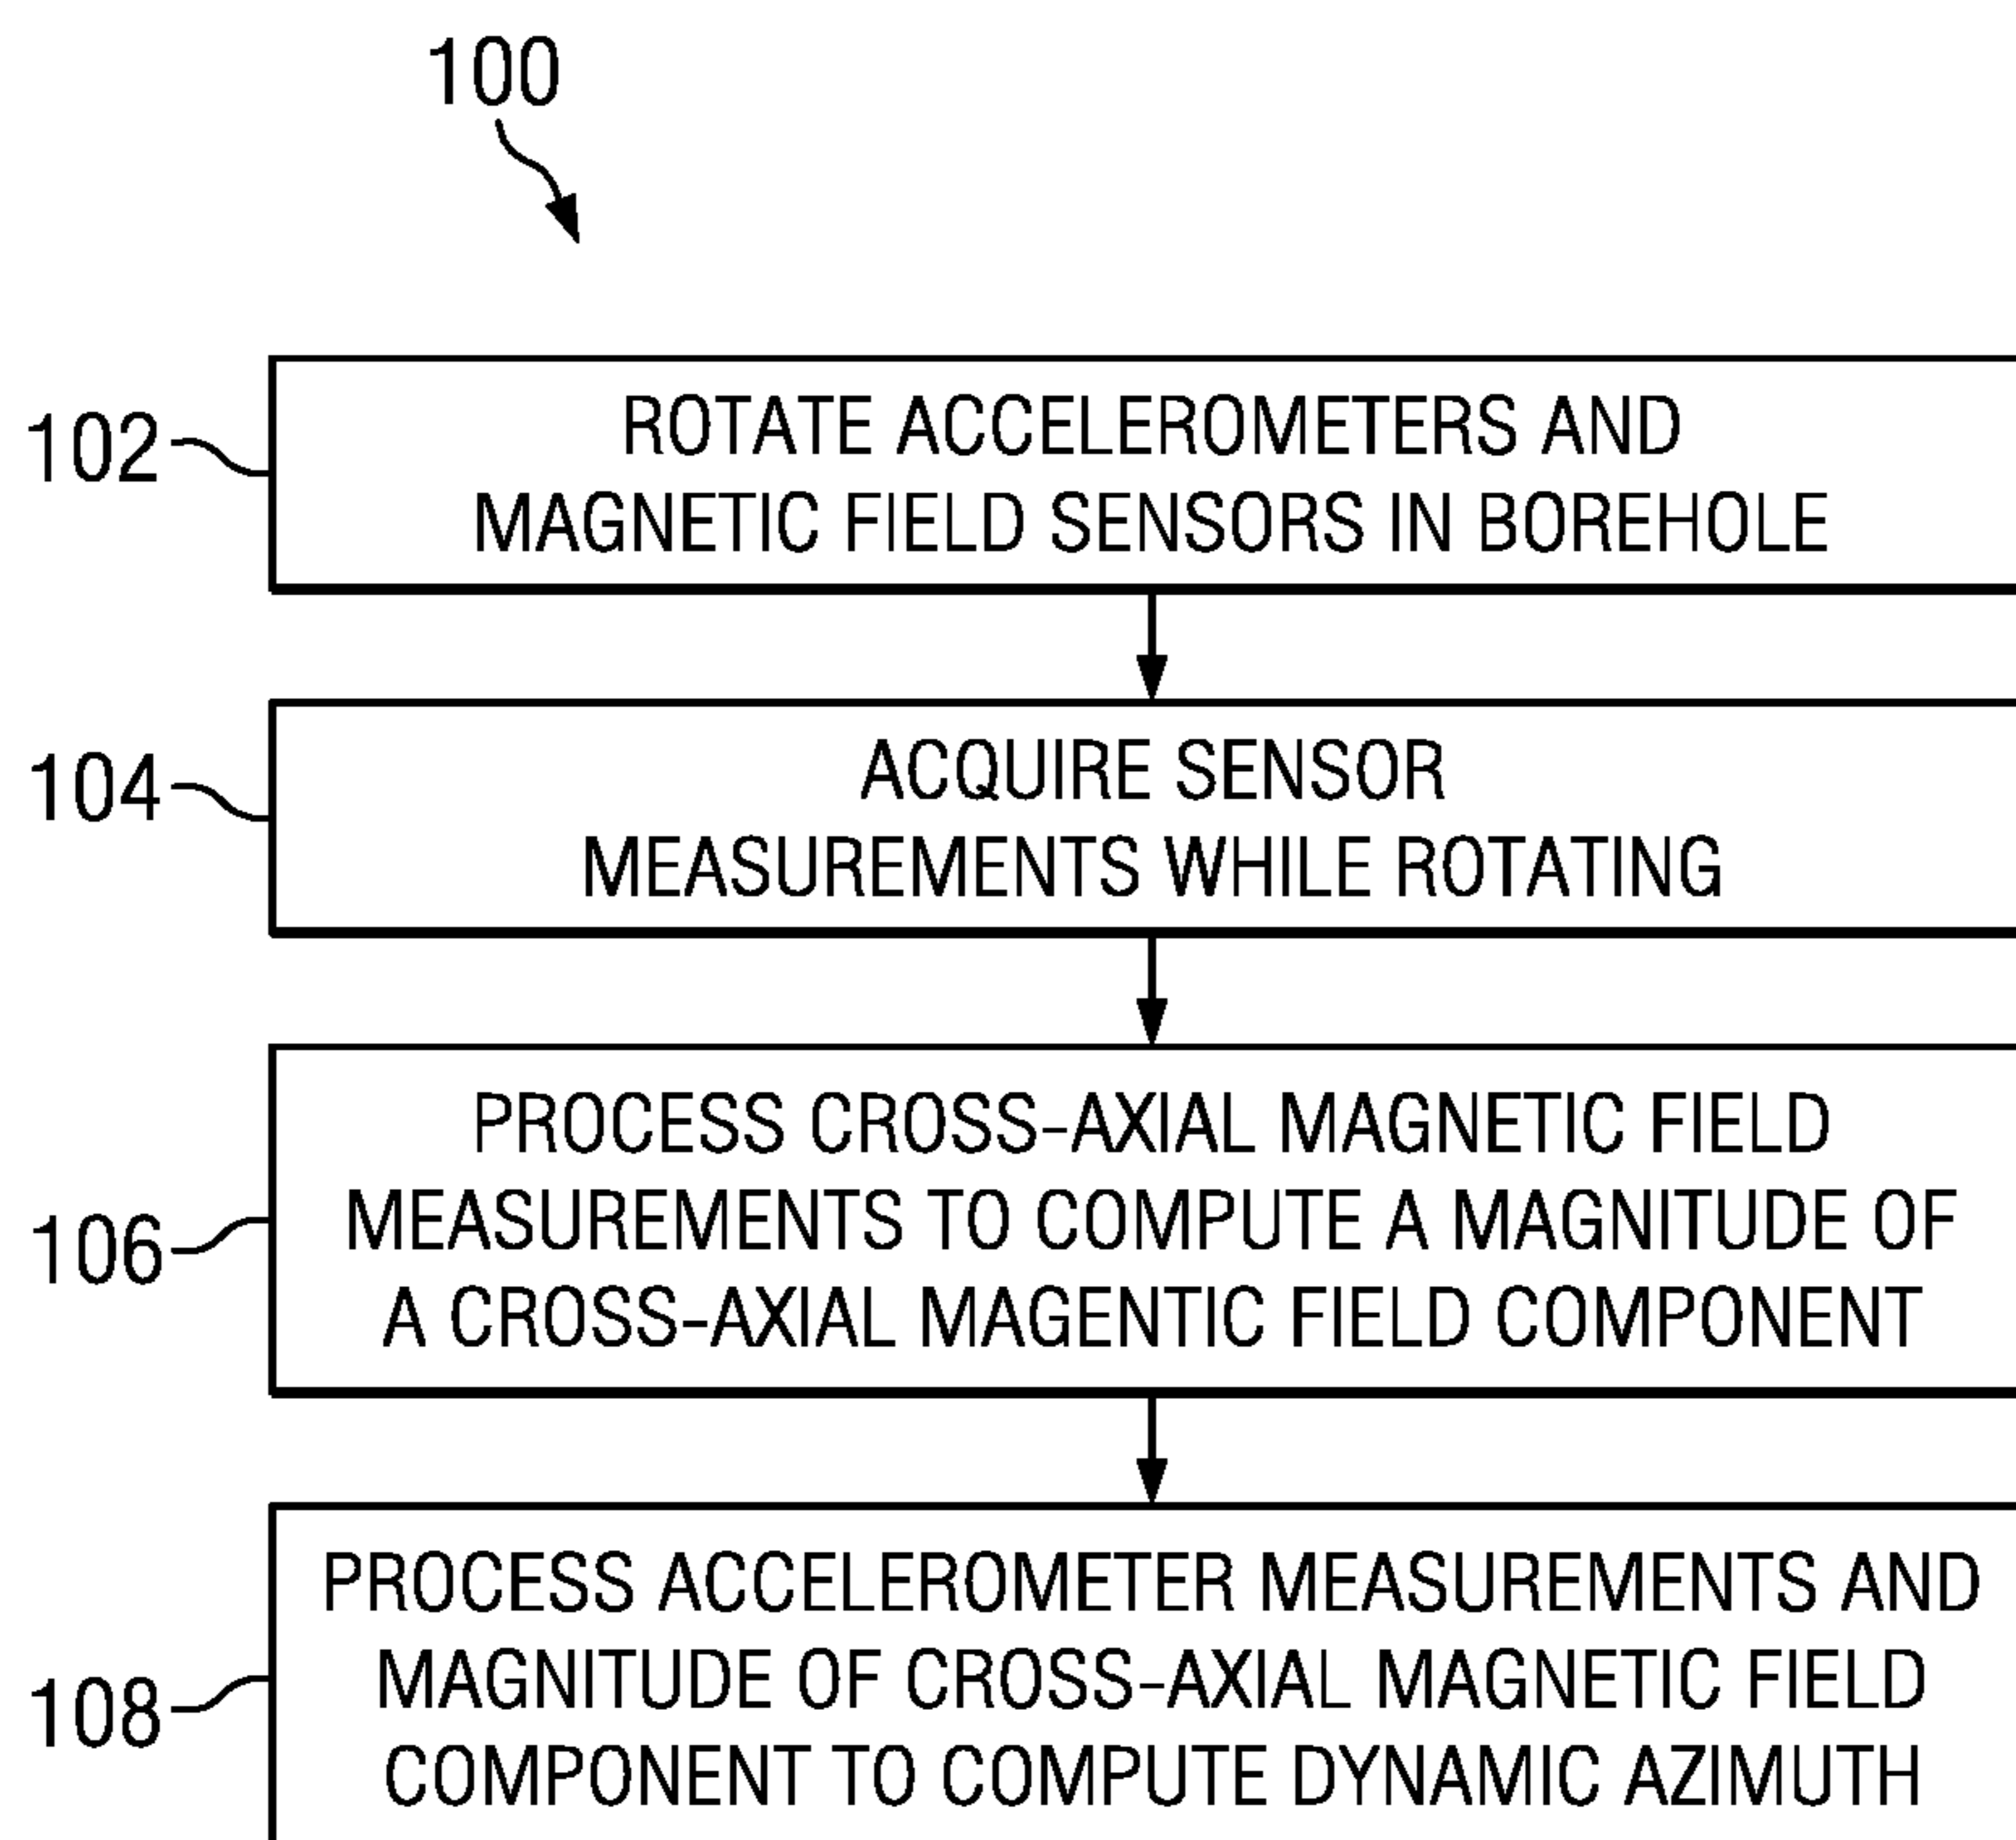 100
102
ROTATE ACCELEROMETERS AND
MAGNETIC FIELD SENSORS IN BOREHOLE
104
ACQUIRE SENSOR
MEASUREMENTS WHILE ROTATING
106
PROCESS CROSS-AXIAL MAGNETIC FIELD
MEASUREMENTS TO COMPUTE A MAGNITUDE OF
A CROSS-AXIAL MAGENTIC FIELD COMPONENT
108
PROCESS ACCELEROMETER MEASUREMENTS AND
MAGNITUDE OF CROSS-AXIAL MAGNETIC FIELD
COMPONENT TO COMPUTE DYNAMIC AZIMUTH